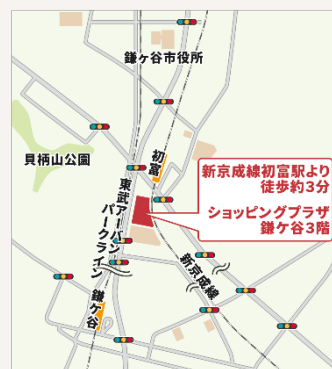 鎌ヶ谷市役所
貝柄山公園
初富
新京成線初富駅より
徒歩約3分
ショッピングプラザ
鎌ケ谷3階
東武アーバン
パークライン
新京成線
鎌ヶ谷